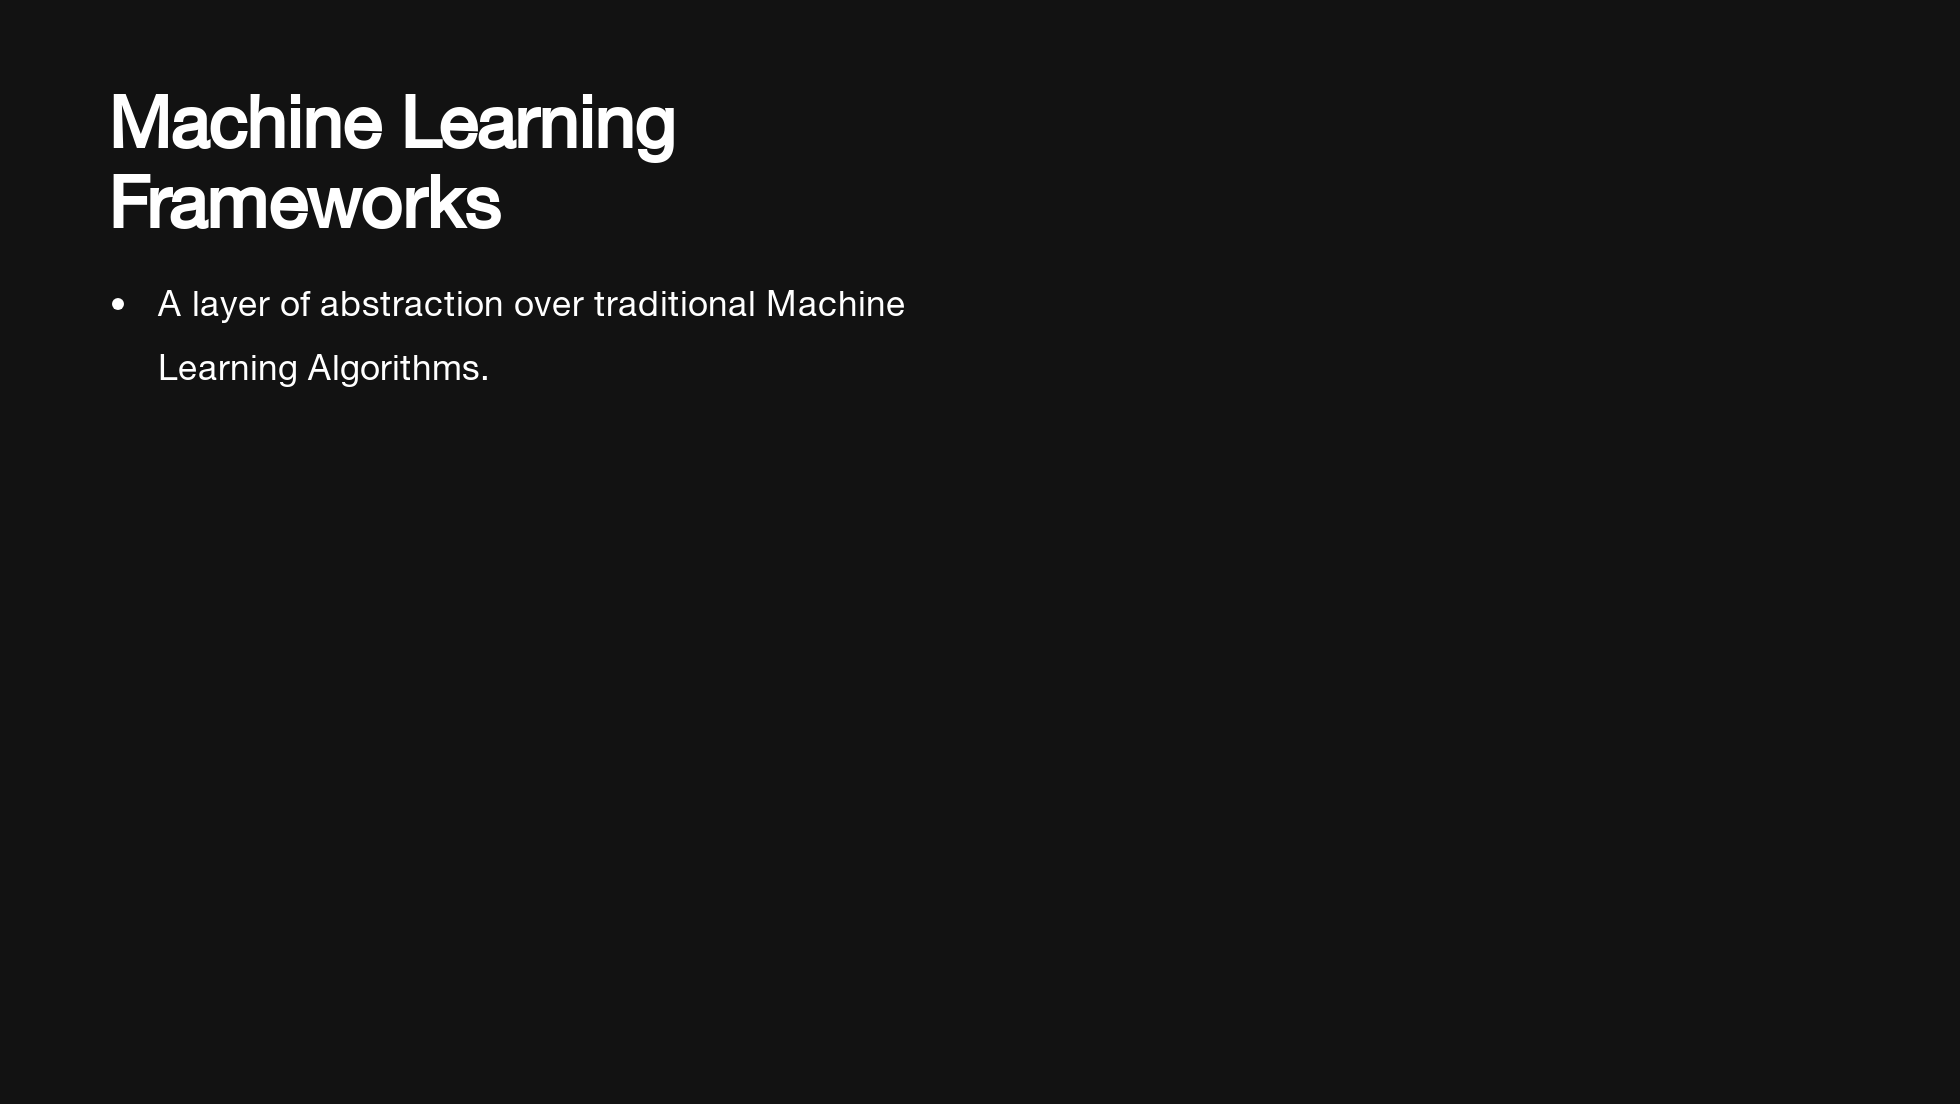 Machine Learning
Frameworks
• A layer of abstraction over traditional Machine
Learning Algorithms.